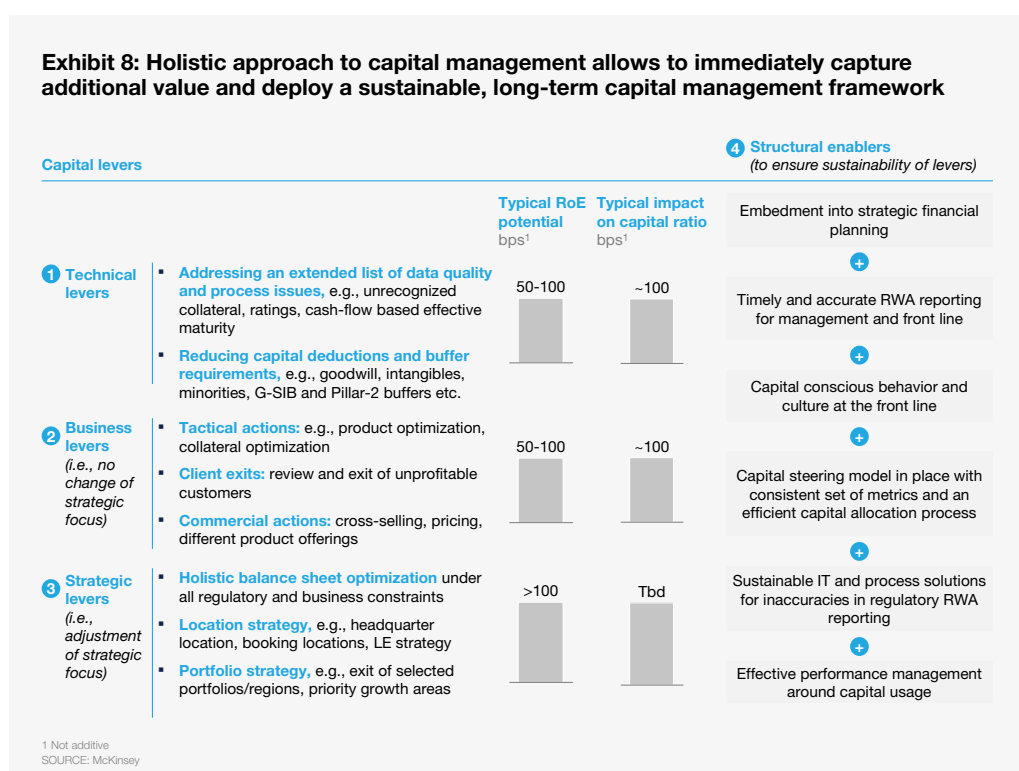 Exhibit 8: Holistic approach to capital management allows to immediately capture
additional value and deploy a sustainable, long-term capital management framework
Capital levers
4 Structural enablers
(to ensure sustainability of levers)
Typical RoE
potential
bps1
Typical impact
on capital ratio
bps1
1 Technical
levers
▪ Addressing an extended list of data quality
and process issues, e.g., unrecognized
collateral, ratings, cash-flow based effective
maturity
▪ Reducing capital deductions and buffer
requirements, e.g., goodwill, intangibles,
minorities, G-SIB and Pillar-2 buffers etc.
50-100
~100
2 Business
levers
(i.e., no
change of
strategic
focus)
▪ Tactical actions: e.g., product optimization,
collateral optimization
▪ Client exits: review and exit of unprofitable
customers
▪ Commercial actions: cross-selling, pricing,
different product offerings
50-100
~100
3 Strategic
levers
(i.e.,
adjustment
of strategic
focus)
▪ Holistic balance sheet optimization under
all regulatory and business constraints
▪ Location strategy, e.g., headquarter
location, booking locations, LE strategy
▪ Portfolio strategy, e.g., exit of selected
portfolios/regions, priority growth areas
>100
Tbd
Embedment into strategic financial
planning
+
Timely and accurate RWA reporting
for management and front line
+
Capital conscious behavior and
culture at the front line
+
Capital steering model in place with
consistent set of metrics and an
efficient capital allocation process
+
Sustainable IT and process solutions
for inaccuracies in regulatory RWA
reporting
+
Effective performance management
around capital usage
1 Not additive
SOURCE: McKinsey